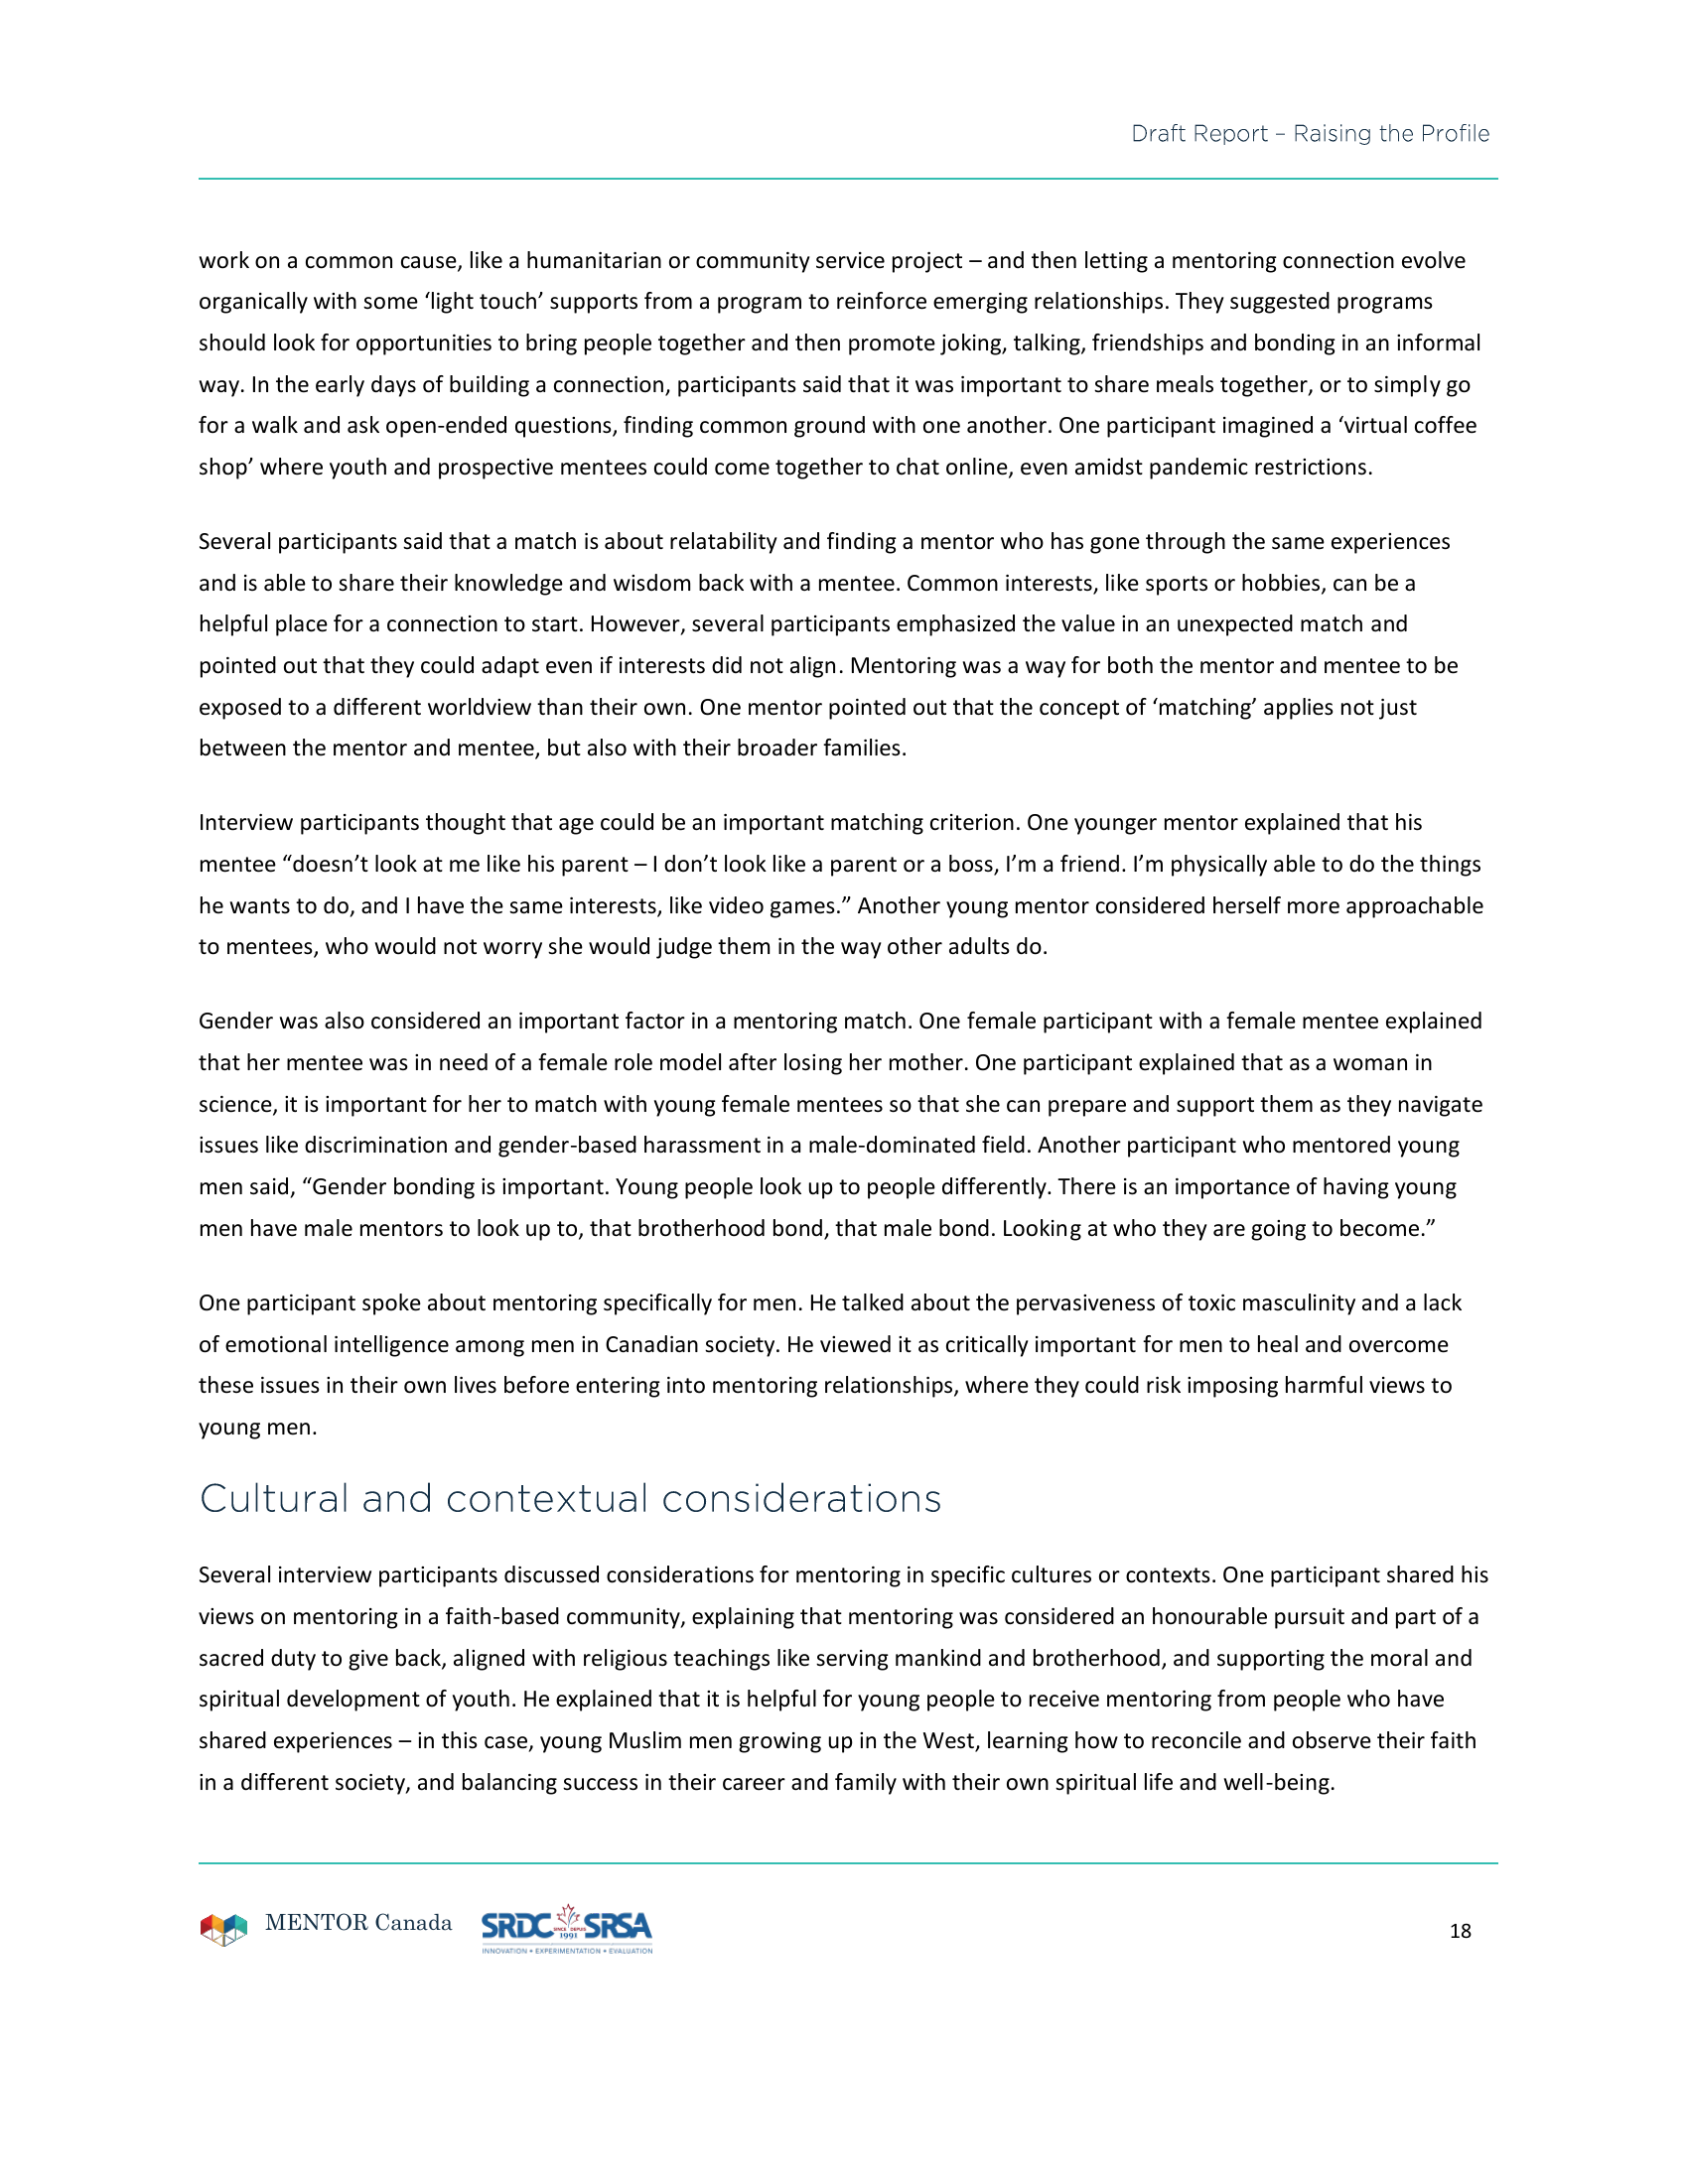 Draft Report – Raising the Profile
work on a common cause, like a humanitarian or community service project – and then letting a mentoring connection evolve
organically with some ‘light touch’ supports from a program to reinforce emerging relationships. They suggested programs
should look for opportunities to bring people together and then promote joking, talking, friendships and bonding in an informal
way. In the early days of building a connection, participants said that it was important to share meals together, or to simply go
for a walk and ask open-ended questions, finding common ground with one another. One participant imagined a ‘virtual coffee
shop’ where youth and prospective mentees could come together to chat online, even amidst pandemic restrictions.
Several participants said that a match is about relatability and finding a mentor who has gone through the same experiences
and is able to share their knowledge and wisdom back with a mentee. Common interests, like sports or hobbies, can be a
helpful place for a connection to start. However, several participants emphasized the value in an unexpected match and
pointed out that they could adapt even if interests did not align. Mentoring was a way for both the mentor and mentee to be
exposed to a different worldview than their own. One mentor pointed out that the concept of ‘matching’ applies not just
between the mentor and mentee, but also with their broader families.
Interview participants thought that age could be an important matching criterion. One younger mentor explained that his
mentee “doesn’t look at me like his parent – I don’t look like a parent or a boss, I’m a friend. I’m physically able to do the things
he wants to do, and I have the same interests, like video games.” Another young mentor considered herself more approachable
to mentees, who would not worry she would judge them in the way other adults do.
Gender was also considered an important factor in a mentoring match. One female participant with a female mentee explained
that her mentee was in need of a female role model after losing her mother. One participant explained that as a woman in
science, it is important for her to match with young female mentees so that she can prepare and support them as they navigate
issues like discrimination and gender-based harassment in a male-dominated field. Another participant who mentored young
men said, “Gender bonding is important. Young people look up to people differently. There is an importance of having young
men have male mentors to look up to, that brotherhood bond, that male bond. Looking at who they are going to become.”
One participant spoke about mentoring specifically for men. He talked about the pervasiveness of toxic masculinity and a lack
of emotional intelligence among men in Canadian society. He viewed it as critically important for men to heal and overcome
these issues in their own lives before entering into mentoring relationships, where they could risk imposing harmful views to
young men.
Cultural and contextual considerations
Several interview participants discussed considerations for mentoring in specific cultures or contexts. One participant shared his
views on mentoring in a faith-based community, explaining that mentoring was considered an honourable pursuit and part of a
sacred duty to give back, aligned with religious teachings like serving mankind and brotherhood, and supporting the moral and
spiritual development of youth. He explained that it is helpful for young people to receive mentoring from people who have
shared experiences – in this case, young Muslim men growing up in the West, learning how to reconcile and observe their faith
in a different society, and balancing success in their career and family with their own spiritual life and well-being.
MENTOR Canada
SRDC SINCE DEPUIS 1991 SRSA
INNOVATION • EXPERIMENTATION • EVALUATION
18